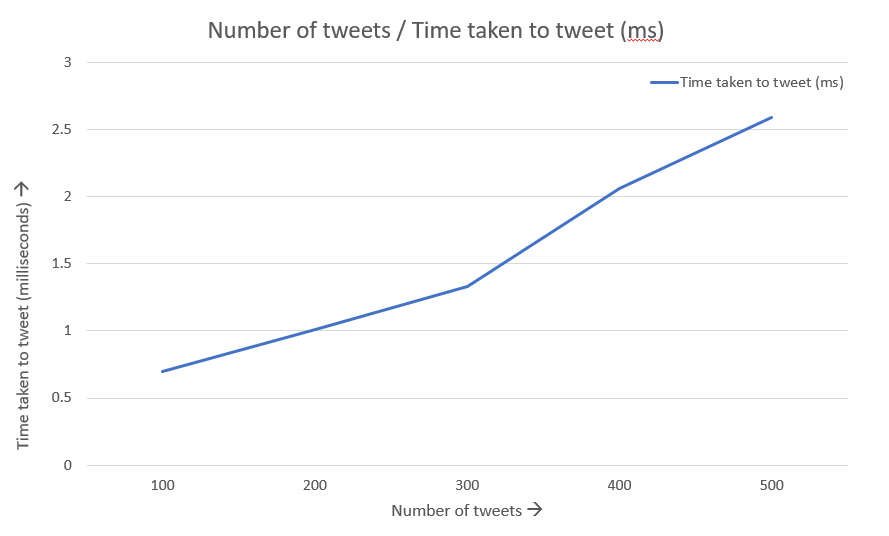 Number of tweets / Time taken to tweet (ms)
Time taken to tweet (ms)
3
2.5
2
1.5
1
0.5
0
Time taken to tweet (milliseconds) →
100 200 300 400 500
Number of tweets →